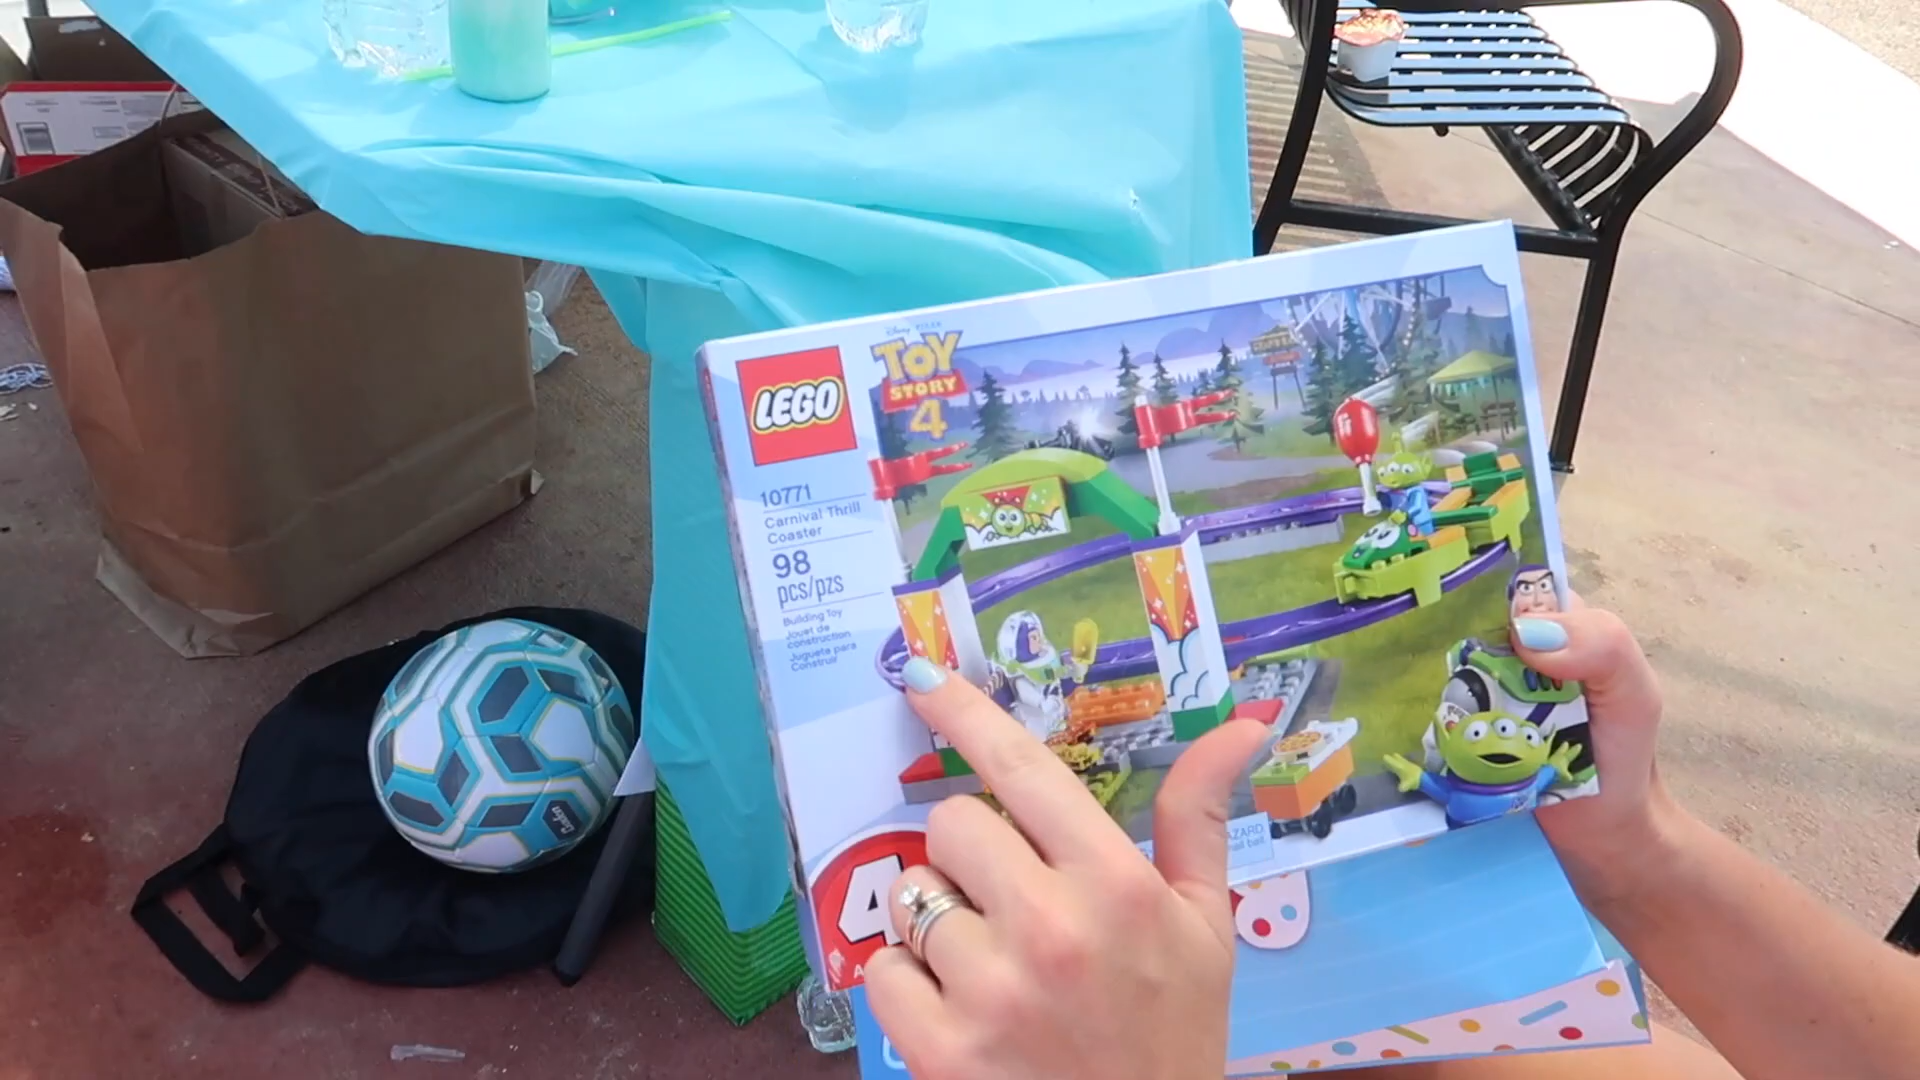 Disney PIXAR
TOY
STORY
4
LEGO
10771
Carnival Thrill
Coaster
98
pcs/pzs
Building Toy
Jouet de
construction
Juguete para
Construir
4
AZARD